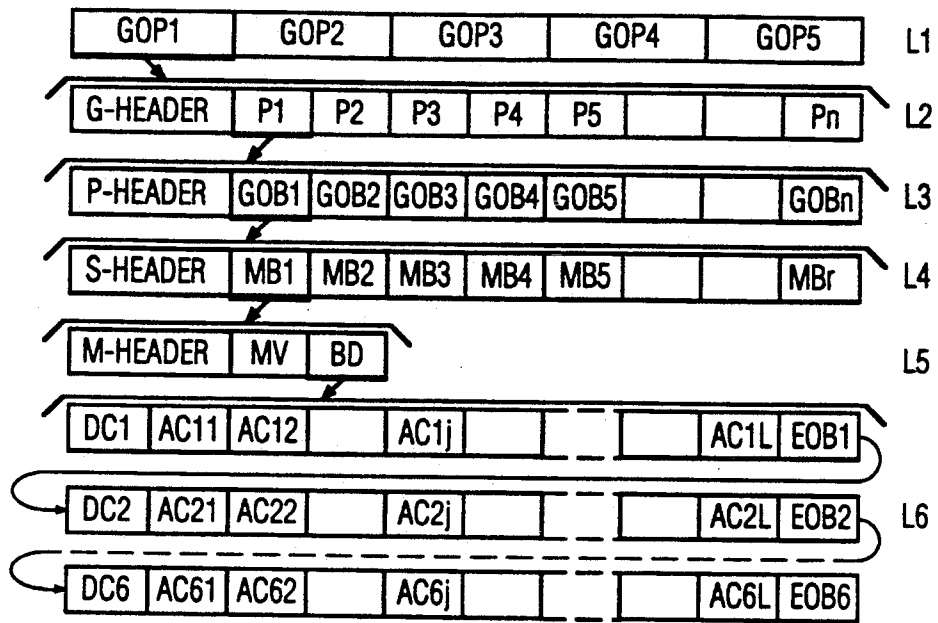 GOP1 GOP2 GOP3 GOP4 GOP5 L1
G-HEADER P1 P2 P3 P4 P5 Pn L2
P-HEADER GOB1 GOB2 GOB3 GOB4 GOB5 GOBn L3
S-HEADER MB1 MB2 MB3 MB4 MB5 MBr L4
M-HEADER MV BD L5
DC1 AC11 AC12 AC1j AC1L EOB1
DC2 AC21 AC22 AC2j AC2L EOB2 L6
DC6 AC61 AC62 AC6j AC6L EOB6